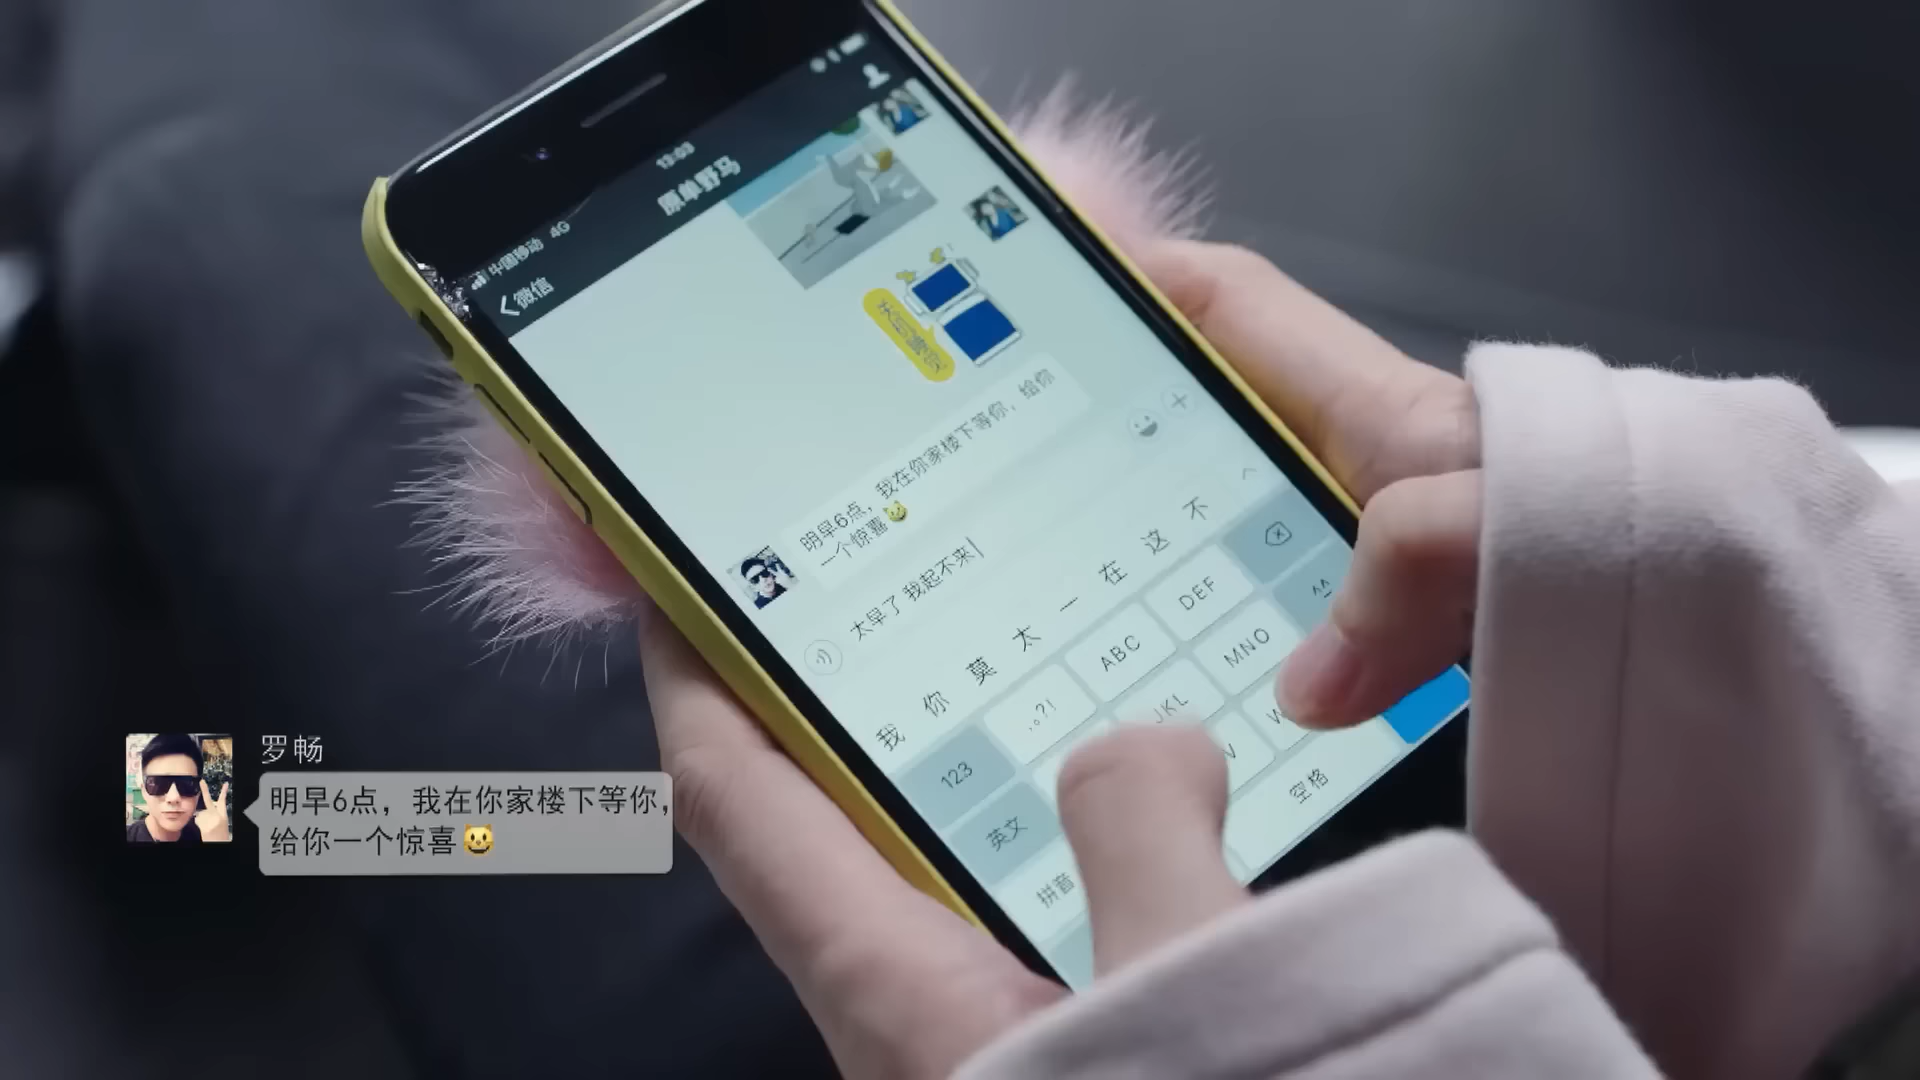 中国移动 4G
13:03
微信
原单野马
明早6点，我在你家楼下等你，给你
一个惊喜😺
太早了 我起不来
我 你 莫 太 一 在 这 不
123
,。?!
ABC
DEF
英文
JKL
MNO
^^
拼音
空格
罗畅
明早6点，我在你家楼下等你，
给你一个惊喜😺